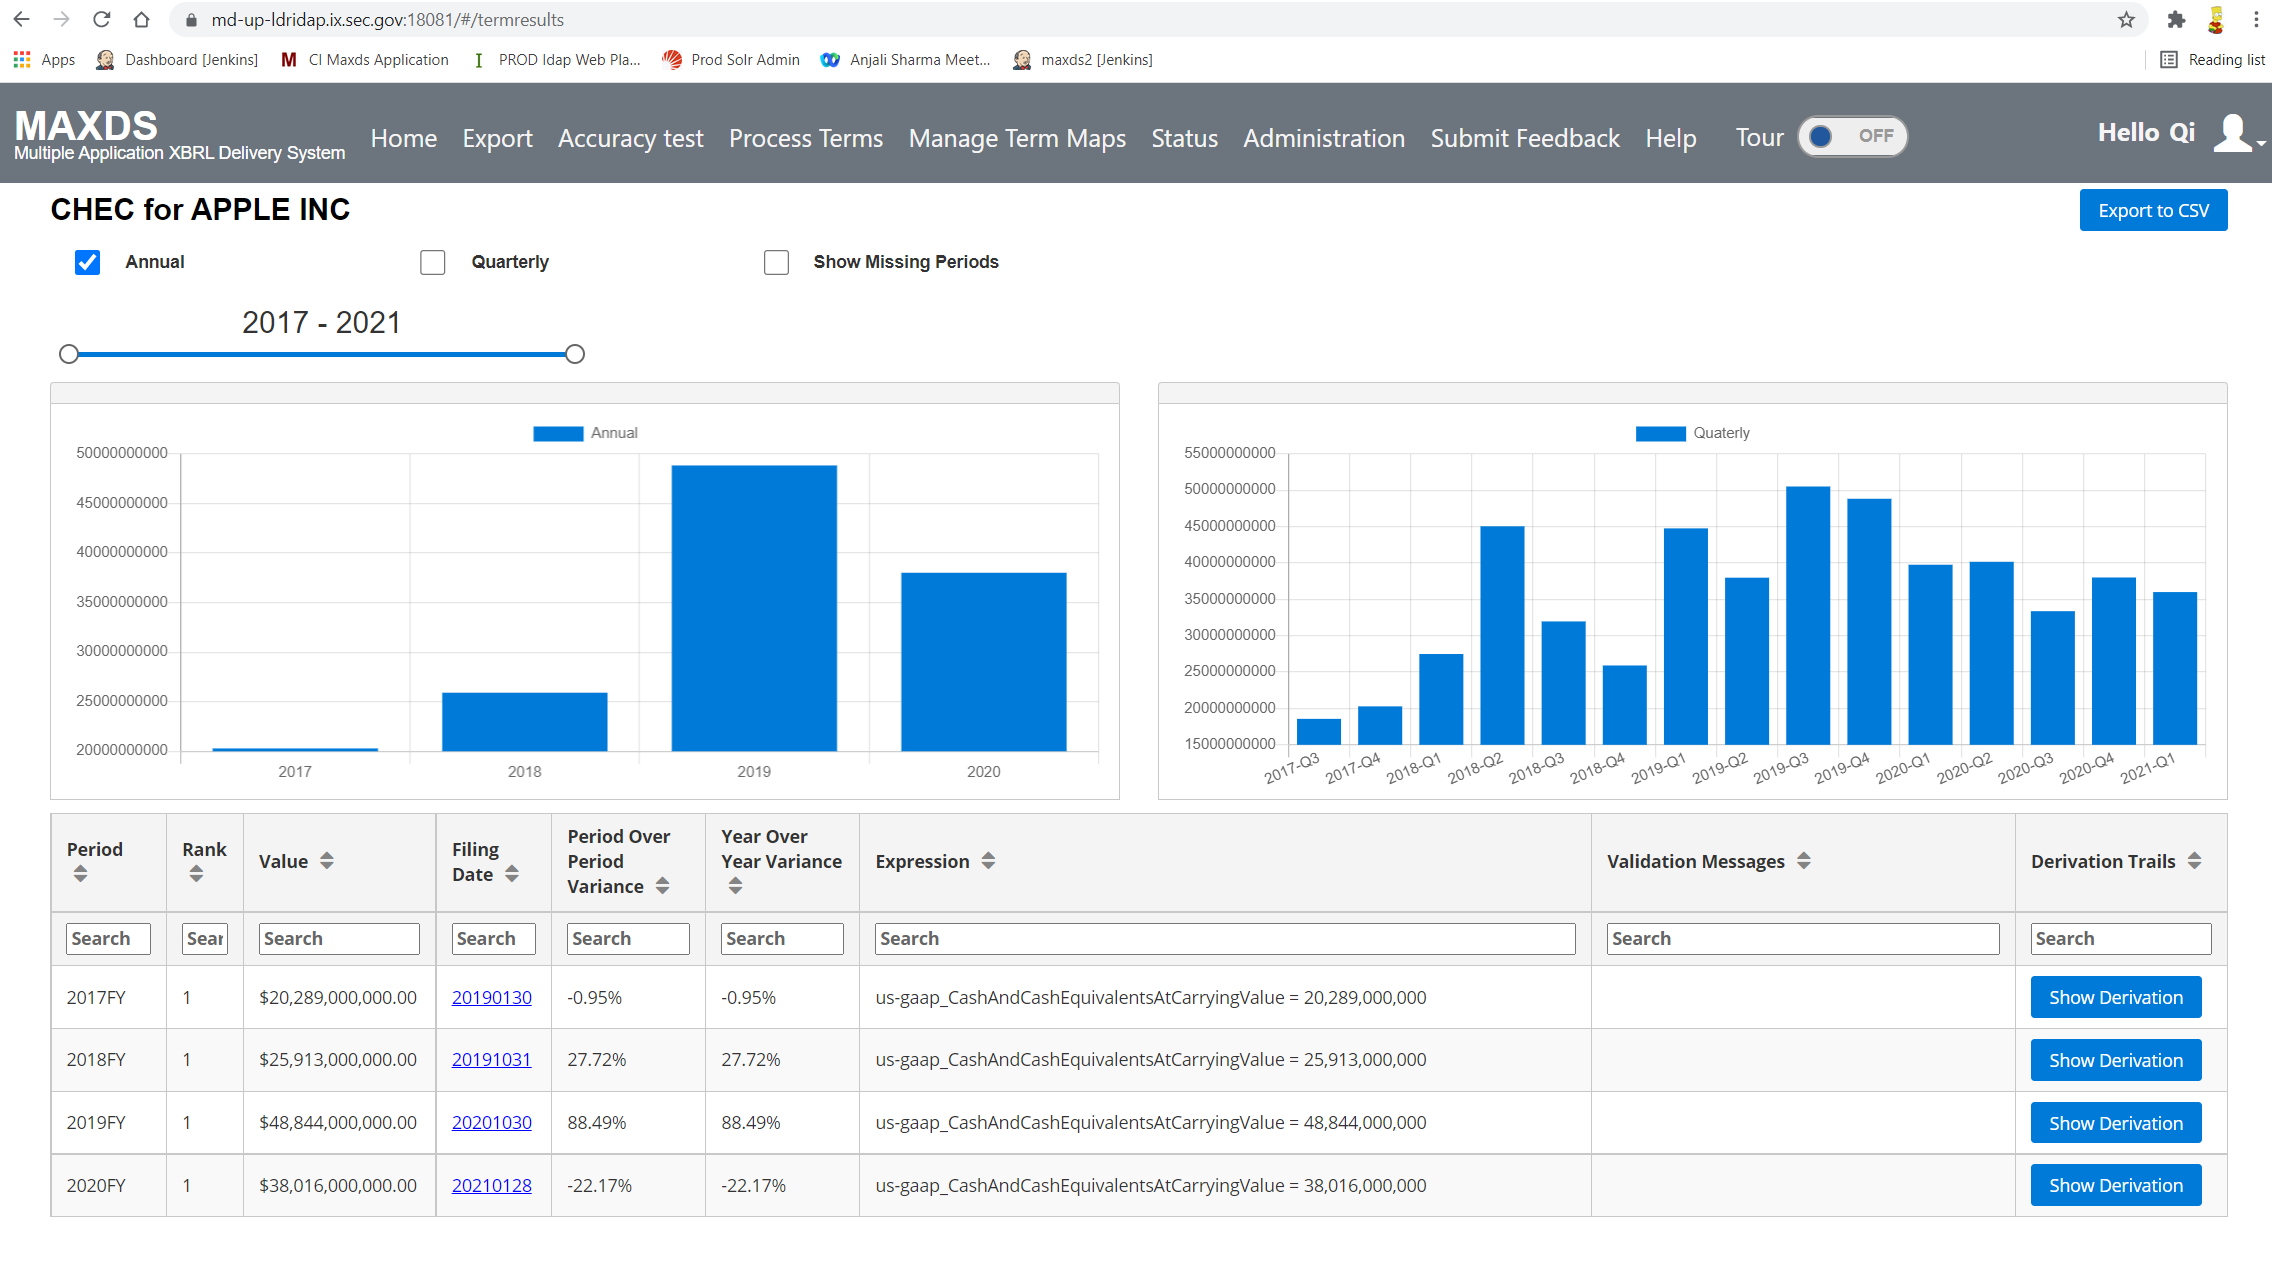 md-up-ldridap.ix.sec.gov:18081/#/termresults
Apps Dashboard [Jenkins] CI Maxds Application PROD Idap Web Pla... Prod Solr Admin Anjali Sharma Meet... maxds2 [Jenkins] Reading list
MAXDS
Multiple Application XBRL Delivery System
Home Export Accuracy test Process Terms Manage Term Maps Status Administration Submit Feedback Help Tour OFF Hello Qi
CHEC for APPLE INC
Export to CSV
Annual Quarterly Show Missing Periods
2017 - 2021
Annual
50000000000
45000000000
40000000000
35000000000
30000000000
25000000000
20000000000
2017 2018 2019 2020
Quaterly
55000000000
50000000000
45000000000
40000000000
35000000000
30000000000
25000000000
20000000000
15000000000
2017-Q3 2017-Q4 2018-Q1 2018-Q2 2018-Q3 2018-Q4 2019-Q1 2019-Q2 2019-Q3 2019-Q4 2020-Q1 2020-Q2 2020-Q3 2020-Q4 2021-Q1
Period Rank Value Filing Date Period Over Period Variance Year Over Year Variance Expression Validation Messages Derivation Trails
Search Sear Search Search Search Search Search Search Search
2017FY 1 $20,289,000,000.00 20190130 -0.95% -0.95% us-gaap_CashAndCashEquivalentsAtCarryingValue = 20,289,000,000 Show Derivation
2018FY 1 $25,913,000,000.00 20191031 27.72% 27.72% us-gaap_CashAndCashEquivalentsAtCarryingValue = 25,913,000,000 Show Derivation
2019FY 1 $48,844,000,000.00 20201030 88.49% 88.49% us-gaap_CashAndCashEquivalentsAtCarryingValue = 48,844,000,000 Show Derivation
2020FY 1 $38,016,000,000.00 20210128 -22.17% -22.17% us-gaap_CashAndCashEquivalentsAtCarryingValue = 38,016,000,000 Show Derivation